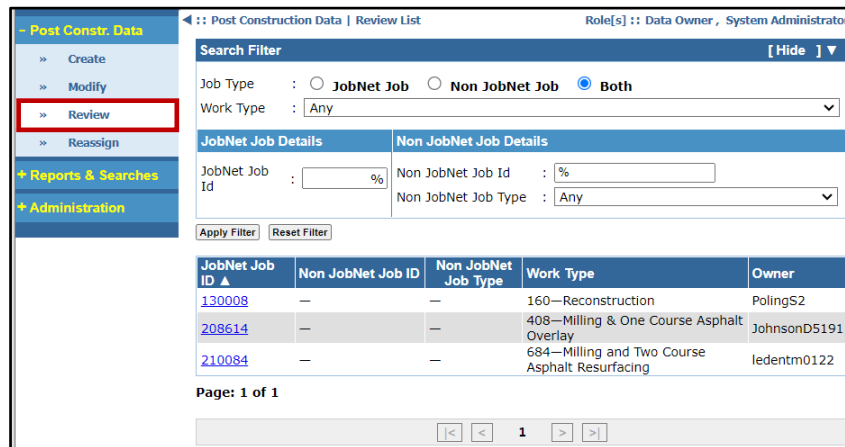 − Post Constr. Data
» Create
» Modify
» Review
» Reassign
+ Reports & Searches
+ Administration
:: Post Construction Data | Review List
Role[s] :: Data Owner , System Administrato
Search Filter [ Hide ] ▼
Job Type : JobNet Job Non JobNet Job Both
Work Type : Any
JobNet Job Details Non JobNet Job Details
JobNet Job Id : %
Non JobNet Job Id : %
Non JobNet Job Type : Any
Apply Filter Reset Filter
JobNet Job ID ▲ Non JobNet Job ID Non JobNet Job Type Work Type Owner
130008 — — 160—Reconstruction PolingS2
208614 — — 408—Milling & One Course Asphalt Overlay JohnsonD5191
210084 — — 684—Milling and Two Course Asphalt Resurfacing ledentm0122
Page: 1 of 1
|< < 1 > >|